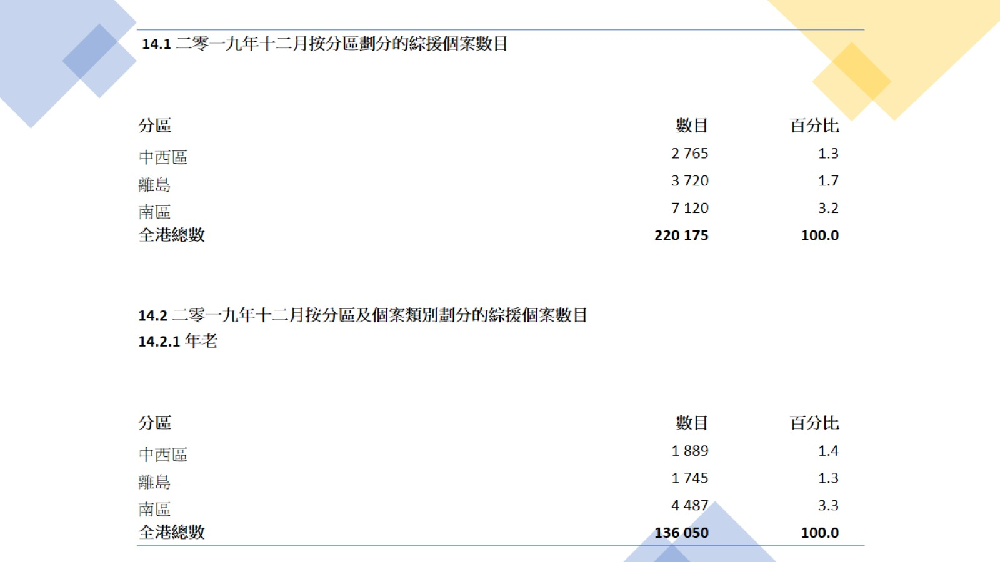 14.1 二零一九年十二月按分區劃分的綜援個案數目
分區 數目 百分比
中西區 2 765 1.3
離島 3 720 1.7
南區 7 120 3.2
全港總數 220 175 100.0
14.2 二零一九年十二月按分區及個案類別劃分的綜援個案數目
14.2.1 年老
分區 數目 百分比
中西區 1 889 1.4
離島 1 745 1.3
南區 4 487 3.3
全港總數 136 050 100.0